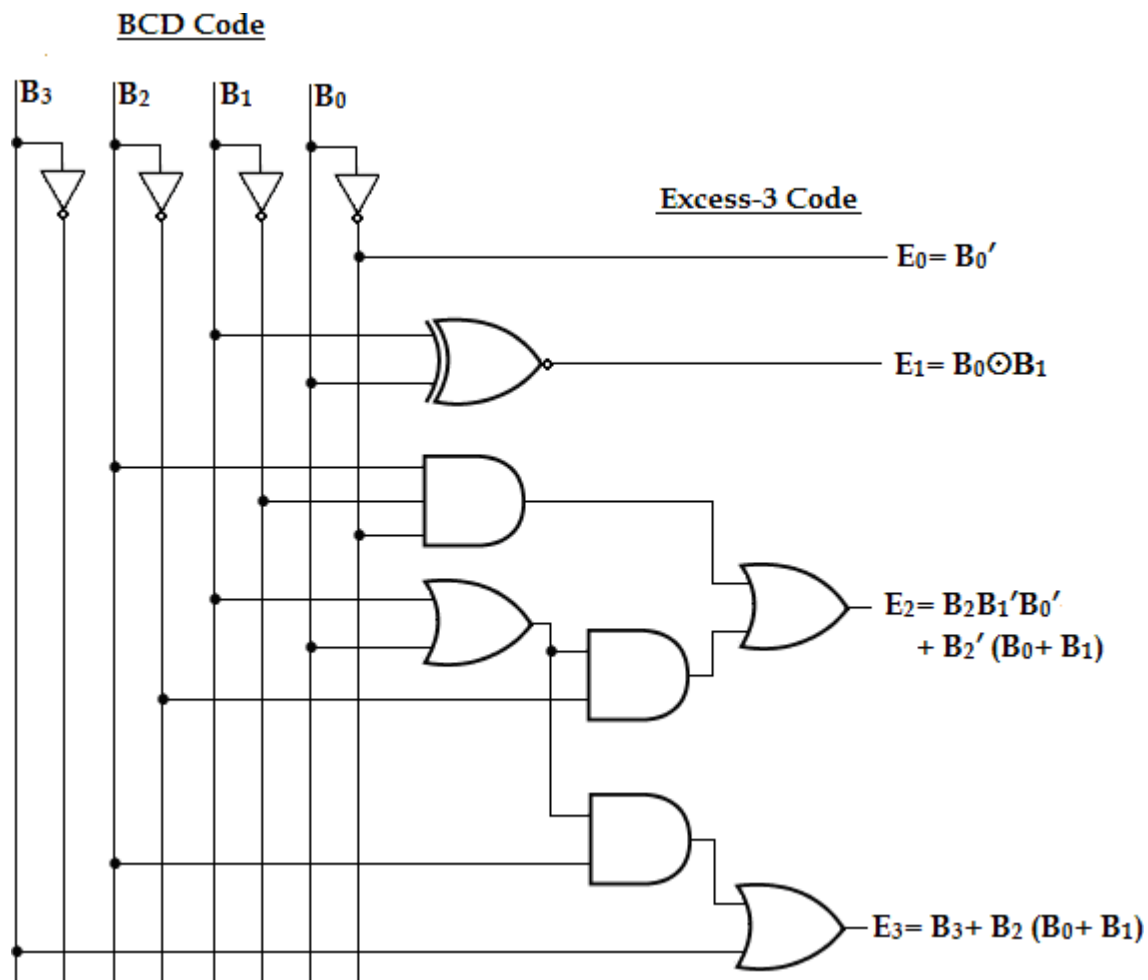 BCD Code
B₃ B₂ B₁ B₀
Excess-3 Code
E₀= B₀′
E₁= B₀⊙B₁
E₂= B₂B₁′B₀′
+ B₂′ (B₀+ B₁)
E₃= B₃+ B₂ (B₀+ B₁)